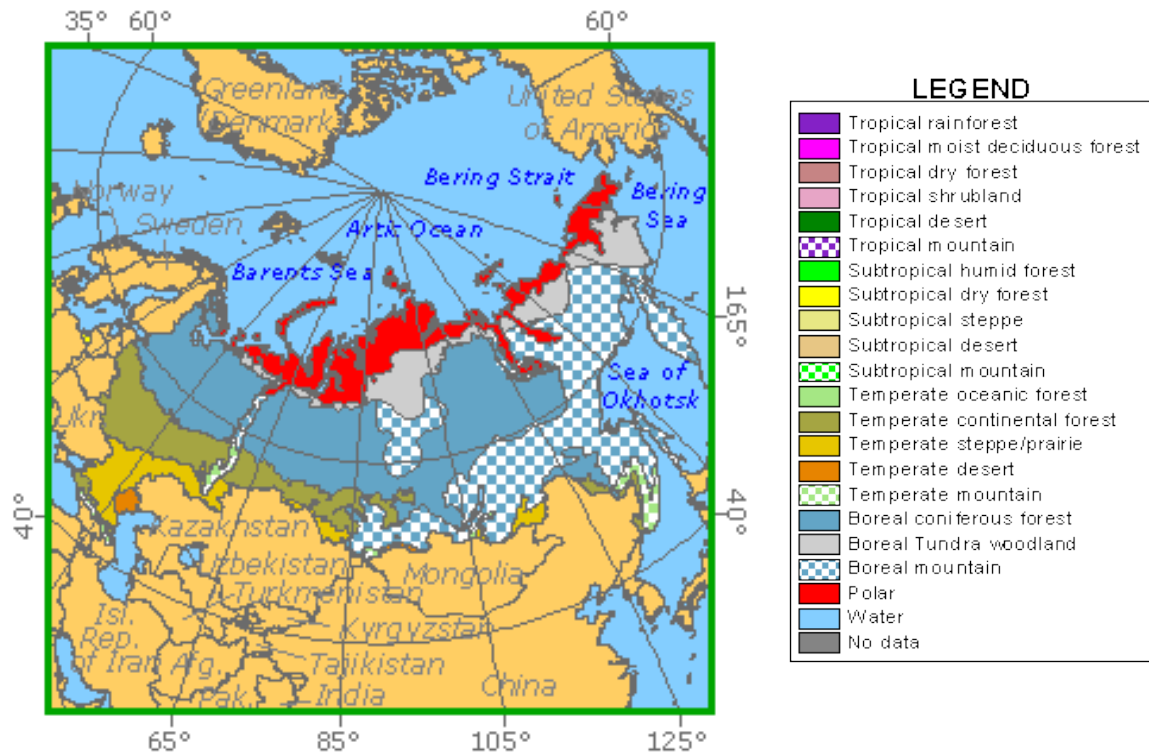 35° 60° 60°
Greenland
(Denmark)
United States
of America
Norway
Sweden
Bering Strait
Bering
Sea
Artic Ocean
Barents Sea
165°
Sea of
Okhotsk
Ukr
40°
40°
Kazakhstan
Uzbekistan
Turkmenistan
Mongolia
Kyrgyzstan
Isl.
Rep.
of Iran
Afg.
Tajikistan
Pak.
India
China
65° 85° 105° 125°
LEGEND
Tropical rainforest
Tropical moist deciduous forest
Tropical dry forest
Tropical shrubland
Tropical desert
Tropical mountain
Subtropical humid forest
Subtropical dry forest
Subtropical steppe
Subtropical desert
Subtropical mountain
Temperate oceanic forest
Temperate continental forest
Temperate steppe/prairie
Temperate desert
Temperate mountain
Boreal coniferous forest
Boreal Tundra woodland
Boreal mountain
Polar
Water
No data